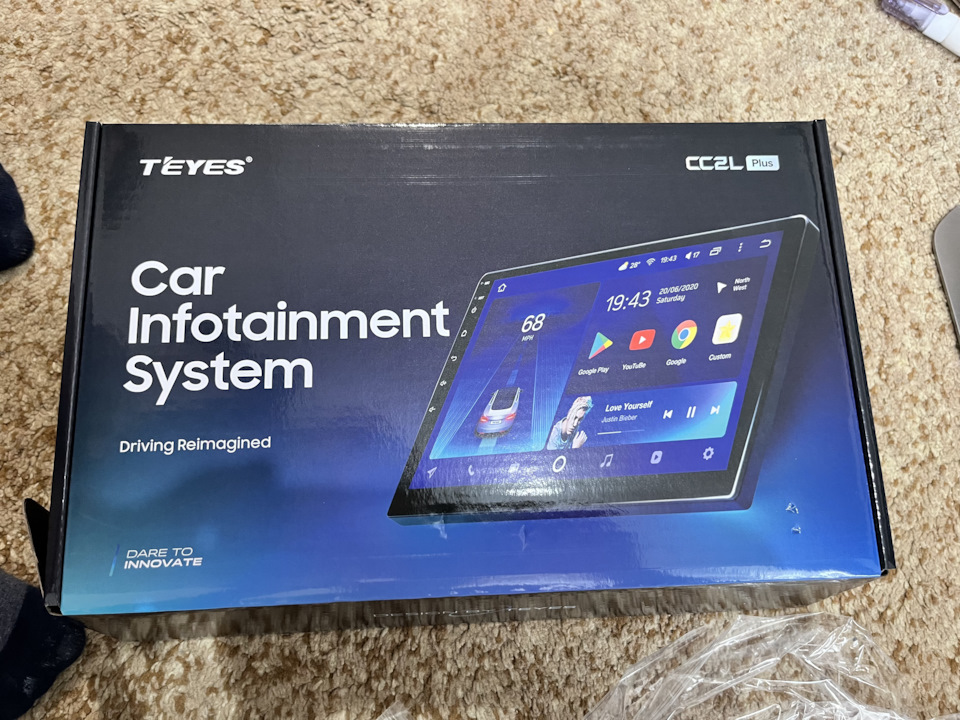 T'EYES®
CC2L Plus
Car
Infotainment
System
Driving Reimagined
DARE TO
INNOVATE
28° 19:43 17
19:43 20/06/2020
Saturday
North
West
68
MPH
Google Play YouTube Google Custom
Love Yourself
Justin Bieber